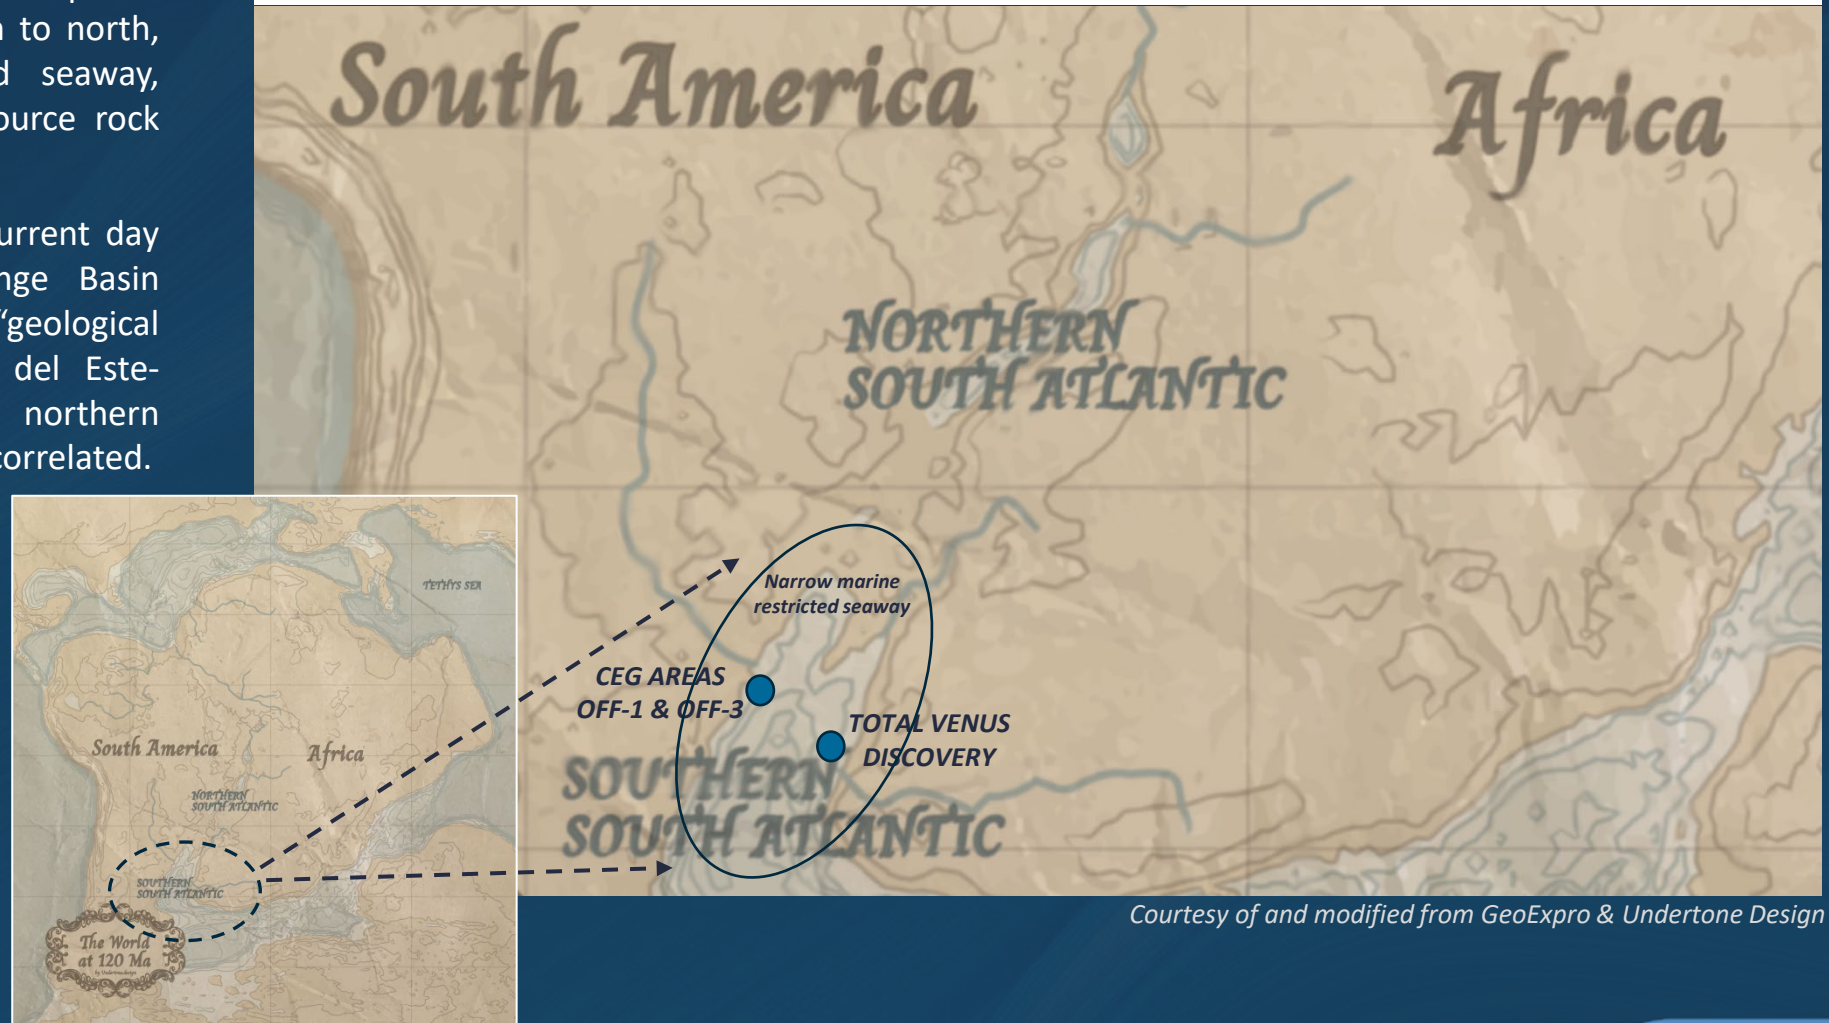 to north,
seaway,
ource rock
urrent day
nge Basin
"geological
del Este-
northern
correlated.
South America
Africa
NORTHERN
SOUTH ATLANTIC
Narrow marine
restricted seaway
CEG AREAS
OFF-1 & OFF-3
TOTAL VENUS
DISCOVERY
SOUTHERN
SOUTH ATLANTIC
TETHYS SEA
South America
Africa
NORTHERN
SOUTH ATLANTIC
SOUTHERN
SOUTH ATLANTIC
The World
at 120 Ma
Courtesy of and modified from GeoExpro & Undertone Design